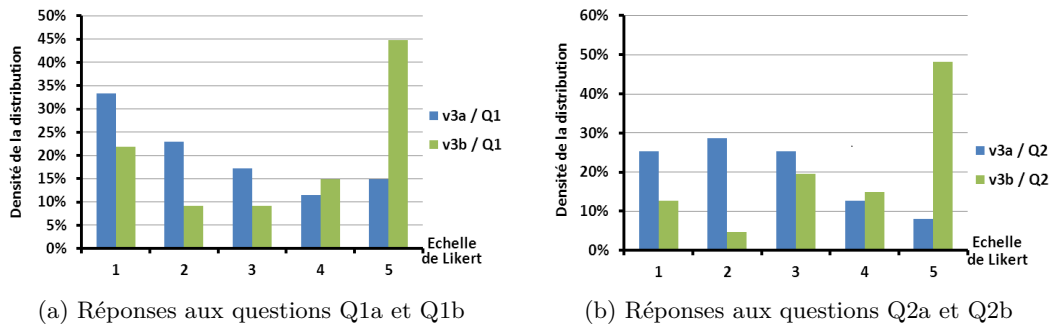 50%
45%
40%
35%
30%
25%
20%
15%
10%
5%
0%
Densité de la distribution
1 2 3 4 5
Echelle
de Likert
v3a / Q1
v3b / Q1
(a) Réponses aux questions Q1a et Q1b
60%
50%
40%
30%
20%
10%
0%
Densité de la distribution
1 2 3 4 5
Echelle
de Likert
v3a / Q2
v3b / Q2
(b) Réponses aux questions Q2a et Q2b